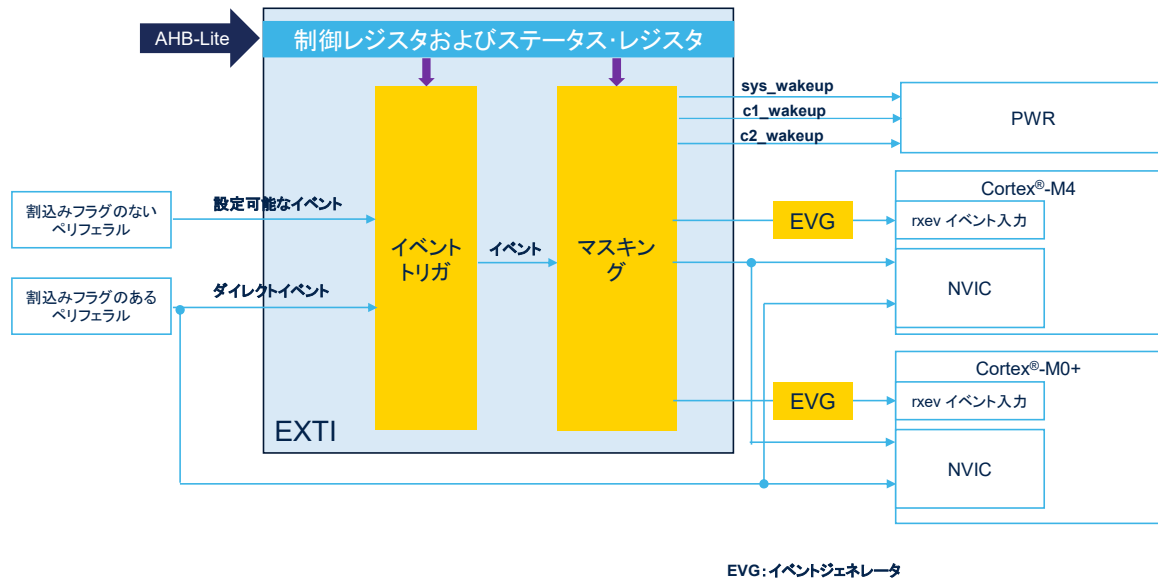 AHB-Lite
制御レジスタおよびステータス・レジスタ
sys_wakeup
c1_wakeup
c2_wakeup
PWR
割込みフラグのない
ペリフェラル
設定可能なイベント
割込みフラグのある
ペリフェラル
ダイレクトイベント
イベント
トリガ
イベント
マスキン
グ
EVG
Cortex®-M4
rxev イベント入力
NVIC
EVG
Cortex®-M0+
rxev イベント入力
NVIC
EXTI
EVG:イベントジェネレータ